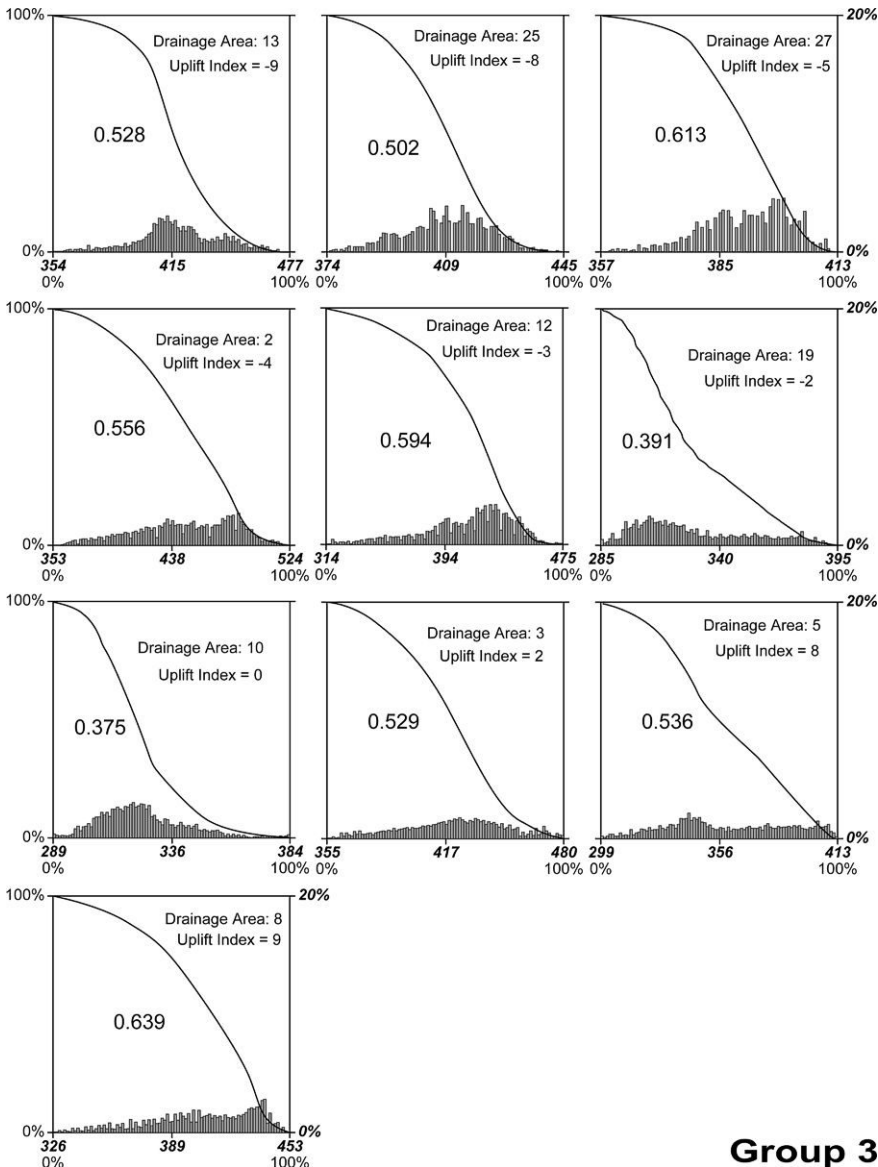 100%
Drainage Area: 13
Uplift Index = -9
0.528
0%
354 415 477
0% 100%
Drainage Area: 25
Uplift Index = -8
0.502
374 409 445
0% 100%
20%
Drainage Area: 27
Uplift Index = -5
0.613
0%
357 385 413
0% 100%
100%
Drainage Area: 2
Uplift Index = -4
0.556
0%
353 438 524
0% 100%
Drainage Area: 12
Uplift Index = -3
0.594
314 394 475
0% 100%
20%
Drainage Area: 19
Uplift Index = -2
0.391
0%
285 340 395
0% 100%
100%
Drainage Area: 10
Uplift Index = 0
0.375
0%
289 336 384
0% 100%
Drainage Area: 3
Uplift Index = 2
0.529
355 417 480
0% 100%
20%
Drainage Area: 5
Uplift Index = 8
0.536
0%
299 356 413
0% 100%
100%
20%
Drainage Area: 8
Uplift Index = 9
0.639
0%
0%
326 389 453
0% 100%
Group 3